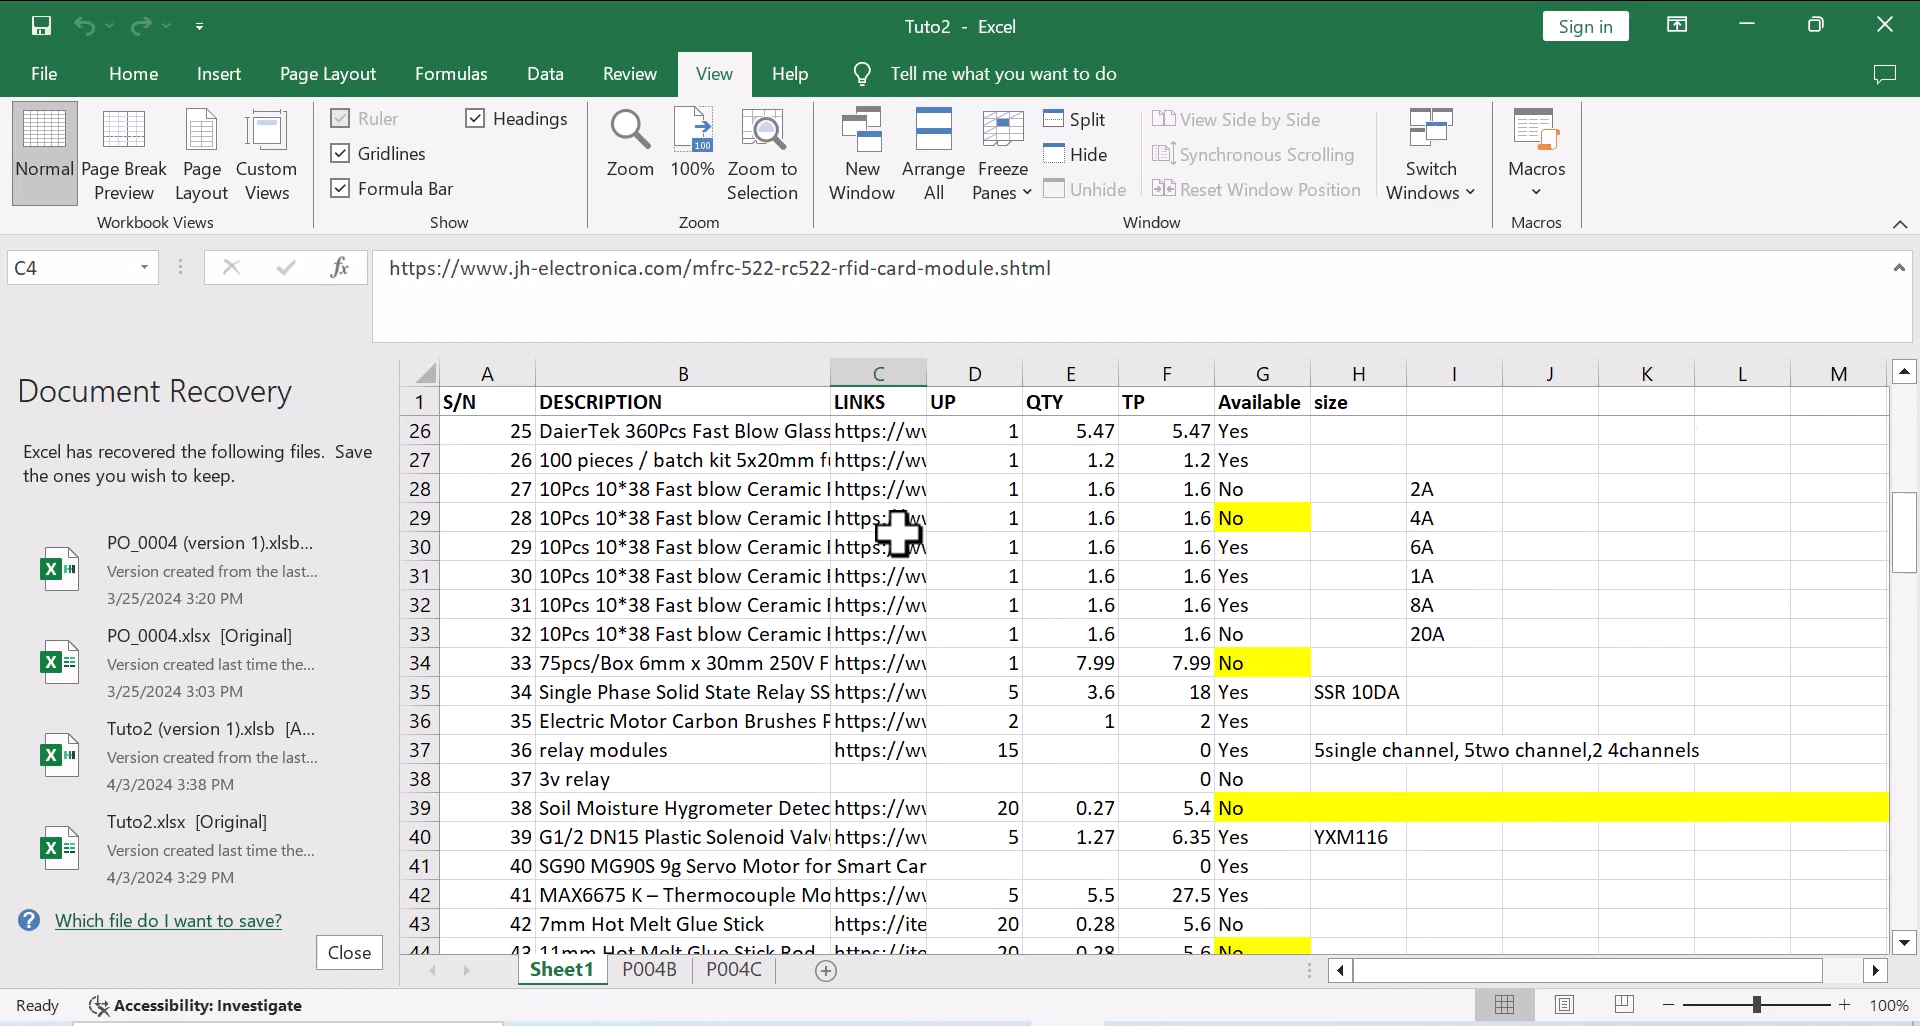 Tuto2 - Excel
Sign in
File Home Insert Page Layout Formulas Data Review View Help Tell me what you want to do
Normal
Page Break Preview
Page Layout
Custom Views
Workbook Views
Ruler
Gridlines
Formula Bar
Headings
Show
Zoom
100
100%
Zoom to Selection
Zoom
New Window
Arrange All
Freeze Panes
Split
Hide
Unhide
View Side by Side
Synchronous Scrolling
Reset Window Position
Window
Switch Windows
Macros
Macros
C4 fx https://www.jh-electronica.com/mfrc-522-rc522-rfid-card-module.shtml
Document Recovery
Excel has recovered the following files. Save
the ones you wish to keep.
PO_0004 (version 1).xlsb...
Version created from the last...
3/25/2024 3:20 PM
PO_0004.xlsx [Original]
Version created last time the...
3/25/2024 3:03 PM
Tuto2 (version 1).xlsb [A...
Version created from the last...
4/3/2024 3:38 PM
Tuto2.xlsx [Original]
Version created last time the...
4/3/2024 3:29 PM
Which file do I want to save?
Close
A B C D E F G H I J K L M
1 S/N DESCRIPTION LINKS UP QTY TP Available size
26 25 DaierTek 360Pcs Fast Blow Glass https://w 1 5.47 5.47 Yes
27 26 100 pieces / batch kit 5x20mm f https://w 1 1.2 1.2 Yes
28 27 10Pcs 10*38 Fast blow Ceramic https://w 1 1.6 1.6 No 2A
29 28 10Pcs 10*38 Fast blow Ceramic https:/ 1 1.6 1.6 No 4A
30 29 10Pcs 10*38 Fast blow Ceramic https:/ 1 1.6 1.6 Yes 6A
31 30 10Pcs 10*38 Fast blow Ceramic https://w 1 1.6 1.6 Yes 1A
32 31 10Pcs 10*38 Fast blow Ceramic https://w 1 1.6 1.6 Yes 8A
33 32 10Pcs 10*38 Fast blow Ceramic https://w 1 1.6 1.6 No 20A
34 33 75pcs/Box 6mm x 30mm 250V F https://w 1 7.99 7.99 No
35 34 Single Phase Solid State Relay SS https://w 5 3.6 18 Yes SSR 10DA
36 35 Electric Motor Carbon Brushes P https://w 2 1 2 Yes
37 36 relay modules https://w 15 0 Yes 5single channel, 5two channel,2 4channels
38 37 3v relay 0 No
39 38 Soil Moisture Hygrometer Detec https://w 20 0.27 5.4 No
40 39 G1/2 DN15 Plastic Solenoid Valv https://w 5 1.27 6.35 Yes YXM116
41 40 SG90 MG90S 9g Servo Motor for Smart Car 0 Yes
42 41 MAX6675 K – Thermocouple Mo https://w 5 5.5 27.5 Yes
43 42 7mm Hot Melt Glue Stick https://ite 20 0.28 5.6 No
44 43 11mm Hot Melt Glue Stick Rod https://ite 20 0.28 5.6 No
Sheet1 P004B P004C
Ready Accessibility: Investigate 100%